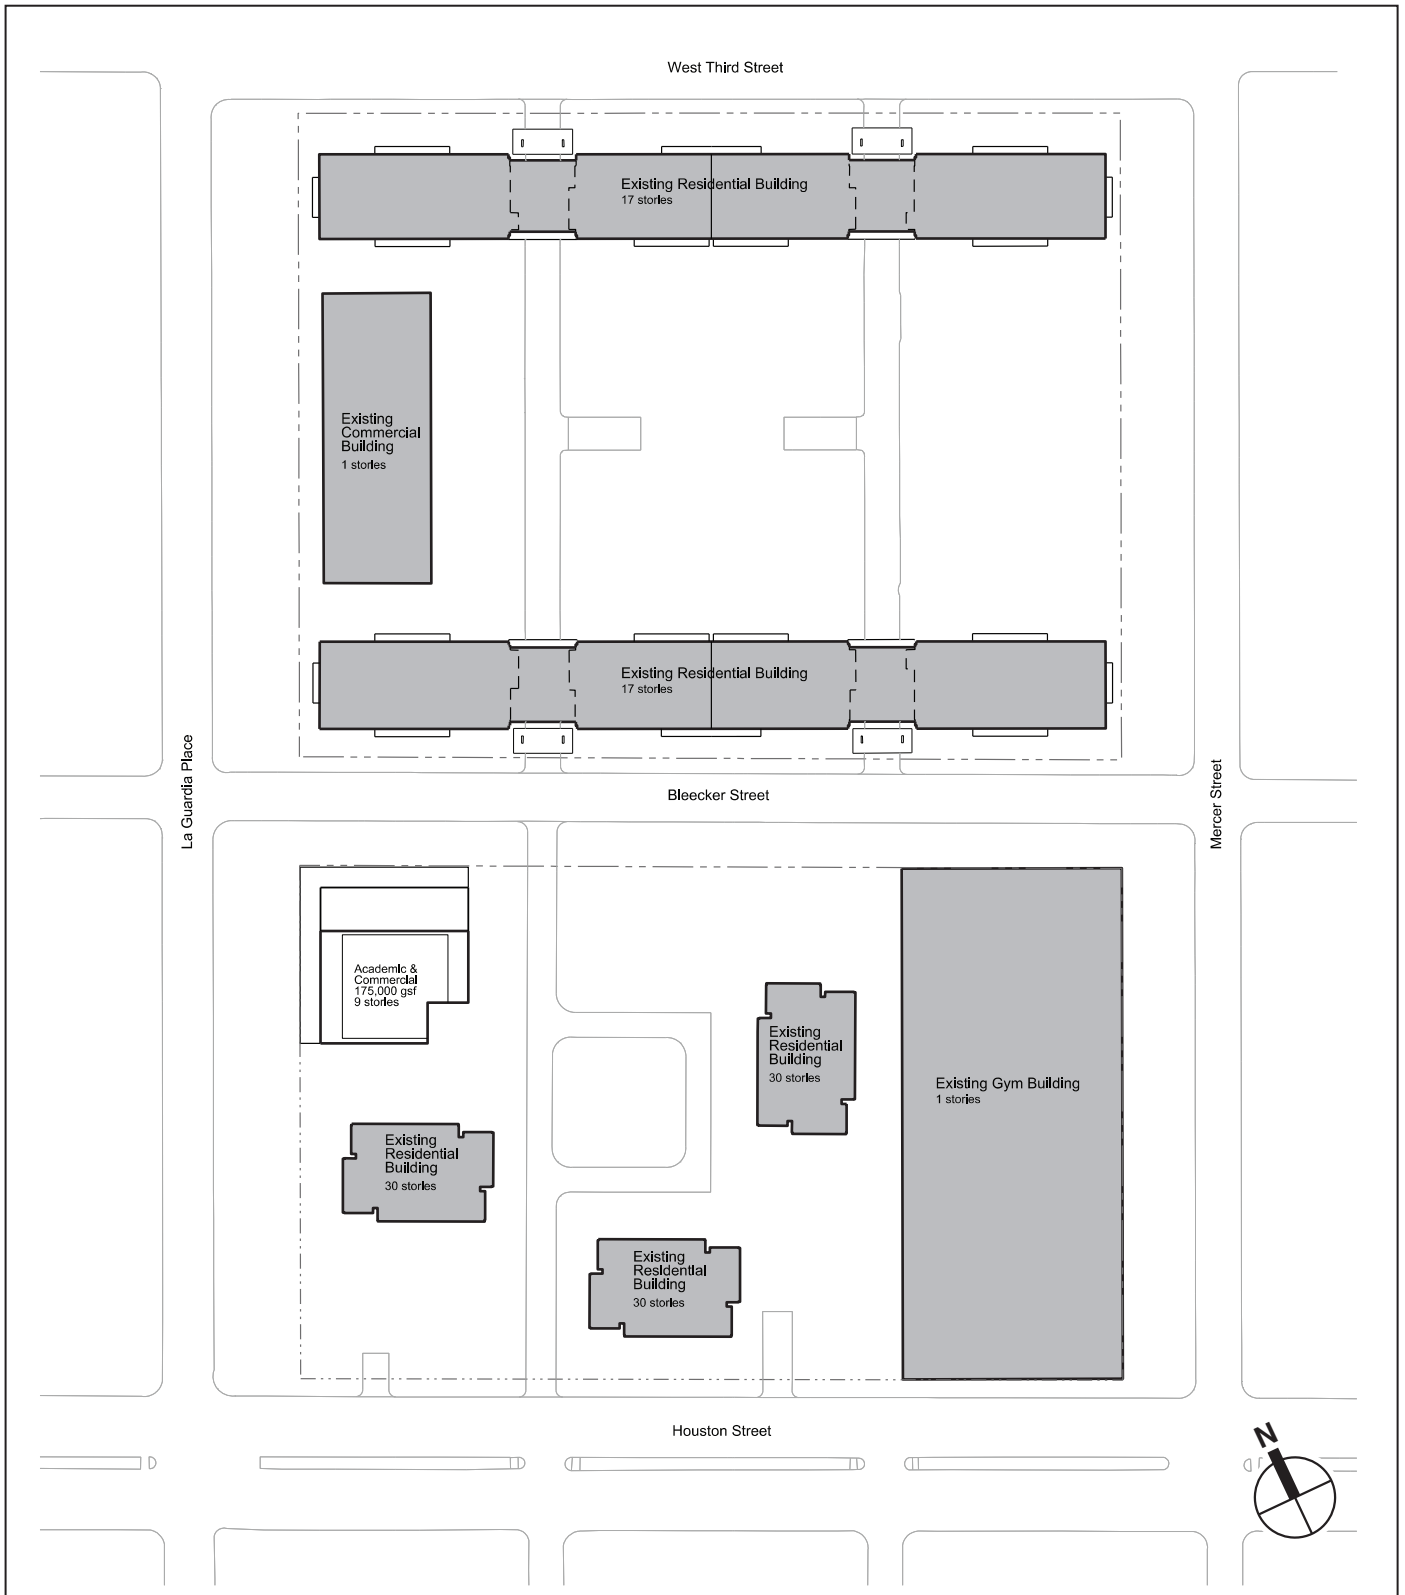 West Third Street
Existing Residential Building
17 stories
Existing
Commercial
Building
1 stories
Existing Residential Building
17 stories
La Guardia Place
Mercer Street
Bleecker Street
Academic &
Commercial
175,000 gsf
9 stories
Existing
Residential
Building
30 stories
Existing Gym Building
1 stories
Existing
Residential
Building
30 stories
Existing
Residential
Building
30 stories
Houston Street
N